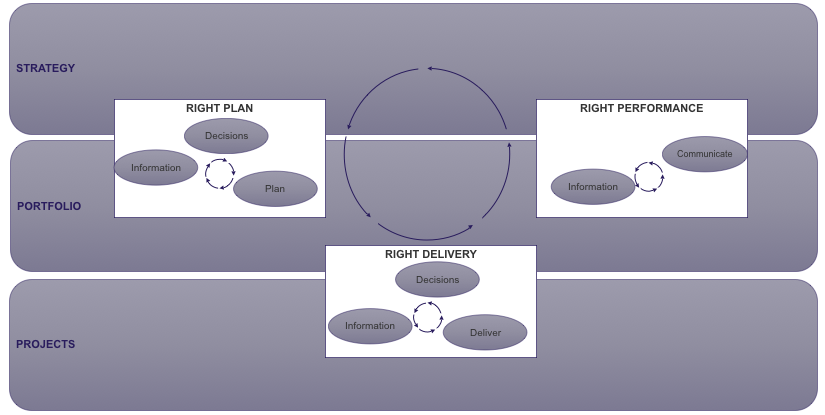 STRATEGY
RIGHT PLAN
Decisions
Information
Plan
RIGHT PERFORMANCE
Communicate
Information
PORTFOLIO
RIGHT DELIVERY
Decisions
Information
Deliver
PROJECTS